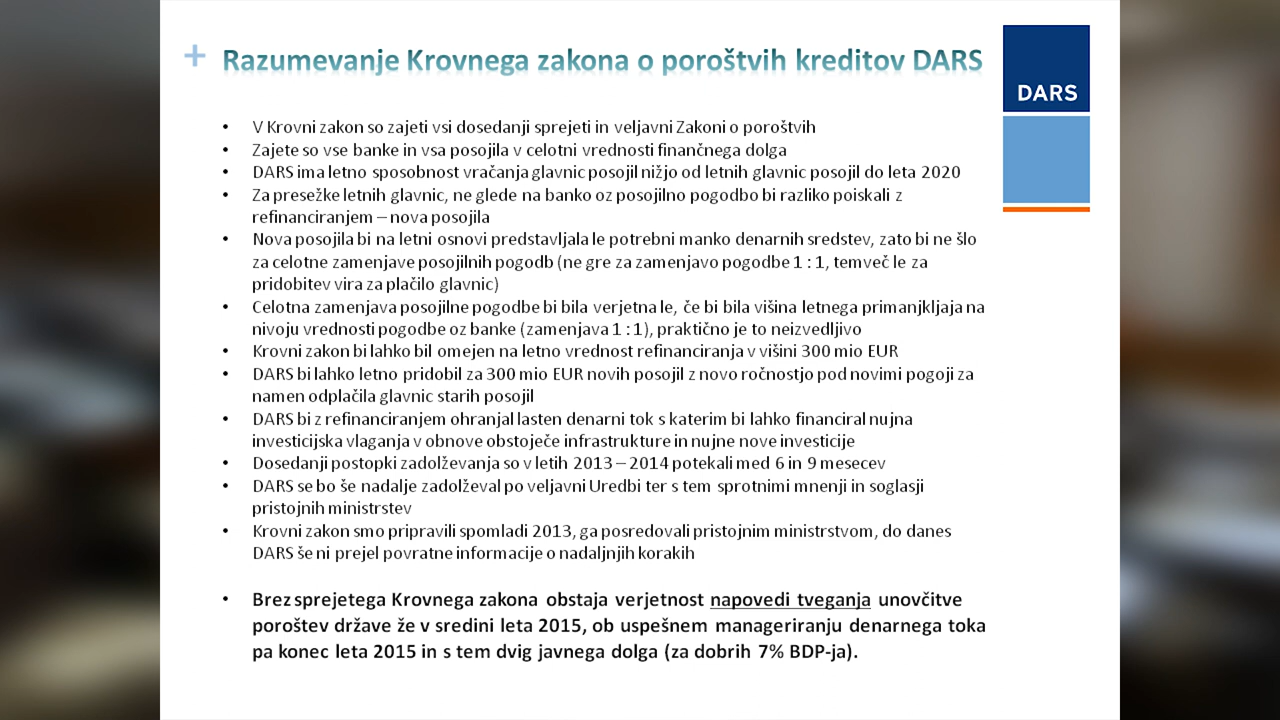 + Razumevanje Krovnega zakona o poroštvih kreditov DARS
DARS
• V Krovni zakon so zajeti vsi dosedanji sprejeti in veljavni Zakoni o poroštvih
• Zajete so vse banke in vsa posojila v celotni vrednosti finančnega dolga
• DARS ima letno sposobnost vračanja glavnic posojil nižjo od letnih glavnic posojil do leta 2020
• Za presežke letnih glavnic, ne glede na banko oz posojilno pogodbo bi razliko poiskali z
refinanciranjem – nova posojila
• Nova posojila bi na letni osnovi predstavljala le potrebni manko denarnih sredstev, zato bi ne šlo
za celotne zamenjave posojilnih pogodb (ne gre za zamenjavo pogodbe 1 : 1, temveč le za
pridobitev vira za plačilo glavnic)
• Celotna zamenjava posojilne pogodbe bi bila verjetna le, če bi bila višina letnega primanjkljaja na
nivoju vrednosti pogodbe oz banke (zamenjava 1 : 1), praktično je to neizvedljivo
• Krovni zakon bi lahko bil omejen na letno vrednost refinanciranja v višini 300 mio EUR
• DARS bi lahko letno pridobil za 300 mio EUR novih posojil z novo ročnostjo pod novimi pogoji za
namen odplačila glavnic starih posojil
• DARS bi z refinanciranjem ohranjal lasten denarni tok s katerim bi lahko financiral nujna
investicijska vlaganja v obnove obstoječe infrastrukture in nujne nove investicije
• Dosedanji postopki zadolževanja so v letih 2013 – 2014 potekali med 6 in 9 mesecev
• DARS se bo še nadalje zadolževal po veljavni Uredbi ter s tem sprotnimi mnenji in soglasji
pristojnih ministrstev
• Krovni zakon smo pripravili spomladi 2013, ga posredovali pristojnim ministrstvom, do danes
DARS še ni prejel povratne informacije o nadaljnjih korakih
• Brez sprejetega Krovnega zakona obstaja verjetnost napovedi tveganja unovčitve
poroštev države že v sredini leta 2015, ob uspešnem manageriranju denarnega toka
pa konec leta 2015 in s tem dvig javnega dolga (za dobrih 7% BDP-ja).